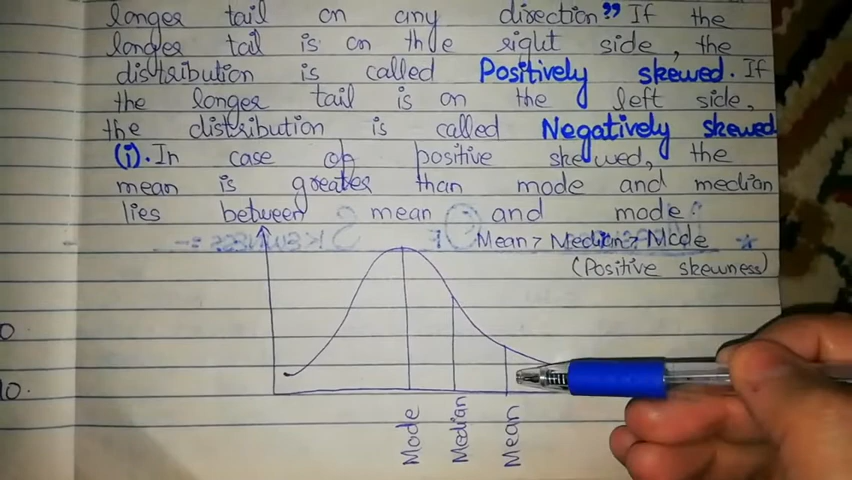 longer tail on any direction" If the
longer tail is on the right side, the
distribution is called Positively skewed. If
the longer tail is on the left side,
the distribution is called Negatively skewed
(i). In case of positive skewed, the
mean is greater than mode and median
lies between mean and mode.
Mean > Median > Mode *
(Positive skewness)
0
10.
Mode
Median
Mean